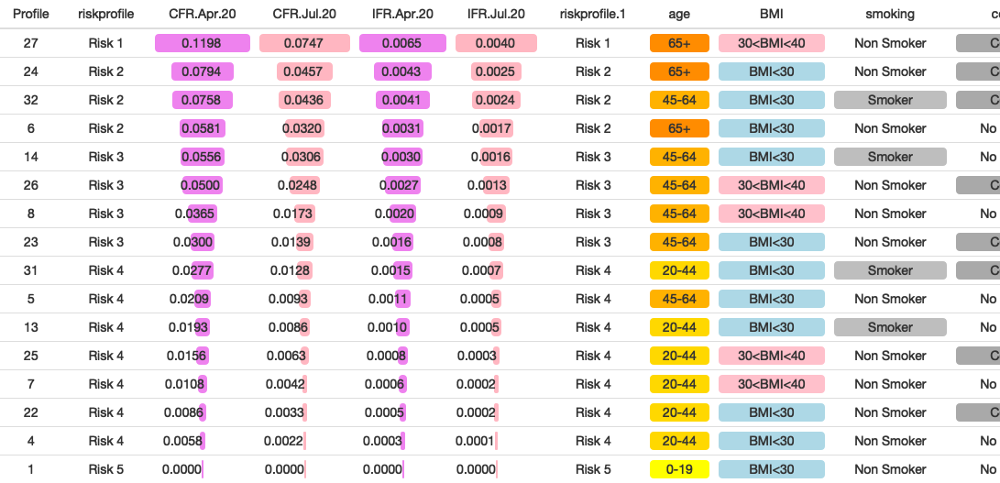 Profile riskprofile CFR.Apr.20 CFR.Jul.20 IFR.Apr.20 IFR.Jul.20 riskprofile.1 age BMI smoking c
27 Risk 1 0.1198 0.0747 0.0065 0.0040 Risk 1 65+ 30<BMI<40 Non Smoker C
24 Risk 2 0.0794 0.0457 0.0043 0.0025 Risk 2 65+ BMI<30 Non Smoker C
32 Risk 2 0.0758 0.0436 0.0041 0.0024 Risk 2 45-64 BMI<30 Smoker C
6 Risk 2 0.0581 0.0320 0.0031 0.0017 Risk 2 65+ BMI<30 Non Smoker No
14 Risk 3 0.0556 0.0306 0.0030 0.0016 Risk 3 45-64 BMI<30 Smoker No
26 Risk 3 0.0500 0.0248 0.0027 0.0013 Risk 3 45-64 30<BMI<40 Non Smoker C
8 Risk 3 0.0365 0.0173 0.0020 0.0009 Risk 3 45-64 30<BMI<40 Non Smoker No
23 Risk 3 0.0300 0.0139 0.0016 0.0008 Risk 3 45-64 BMI<30 Non Smoker C
31 Risk 4 0.0277 0.0128 0.0015 0.0007 Risk 4 20-44 BMI<30 Smoker C
5 Risk 4 0.0209 0.0093 0.0011 0.0005 Risk 4 45-64 BMI<30 Non Smoker No
13 Risk 4 0.0193 0.0086 0.0010 0.0005 Risk 4 20-44 BMI<30 Smoker No
25 Risk 4 0.0156 0.0063 0.0008 0.0003 Risk 4 20-44 30<BMI<40 Non Smoker C
7 Risk 4 0.0108 0.0042 0.0006 0.0002 Risk 4 20-44 30<BMI<40 Non Smoker No
22 Risk 4 0.0086 0.0033 0.0005 0.0002 Risk 4 20-44 BMI<30 Non Smoker C
4 Risk 4 0.0058 0.0022 0.0003 0.0001 Risk 4 20-44 BMI<30 Non Smoker No
1 Risk 5 0.0000 0.0000 0.0000 0.0000 Risk 5 0-19 BMI<30 Non Smoker No